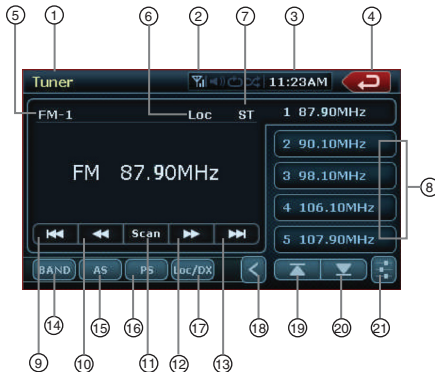 1 2 3 4
5 6 7
Tuner 11:23AM
FM-1 Loc ST 1 87.90MHz
2 90.10MHz
FM 87.90MHz 3 98.10MHz
8
4 106.10MHz
Scan 5 107.90MHz
BAND AS PS Loc/DX
14 15 16 17 18 19 20 21
9 10 11 12 13